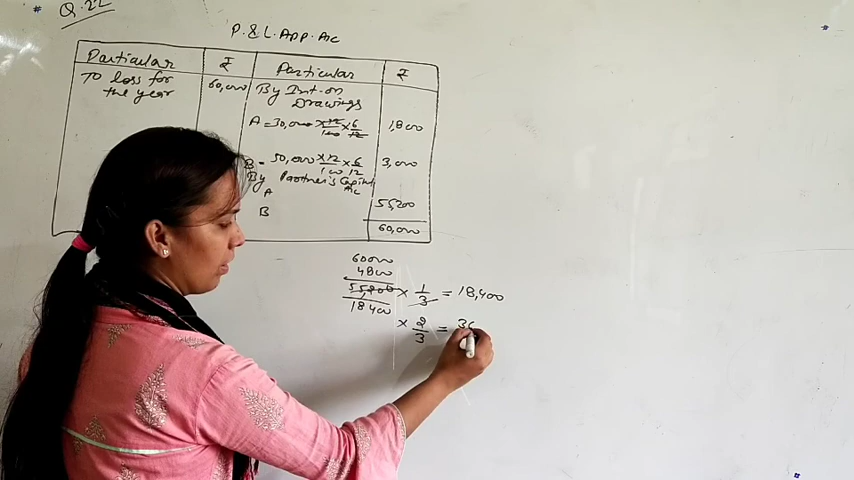 Q.22
P.&L.APP.A/c
Particular ₹ Particular ₹
To loss for the year 60,000 By Int-on Drawings
A = 30,000 × 12/100 × 6/12 1,800
B = 50,000 × 12/100 × 6/12 3,000
By Partner's Capital A/c
A 55,200
B
60,000
60000
4800
55200 × 1/3 = 18,400
18400
× 2/3 = 36